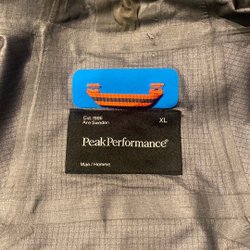 Est. 1986
Åre Sweden
XL
PeakPerformance®
Man / Homme